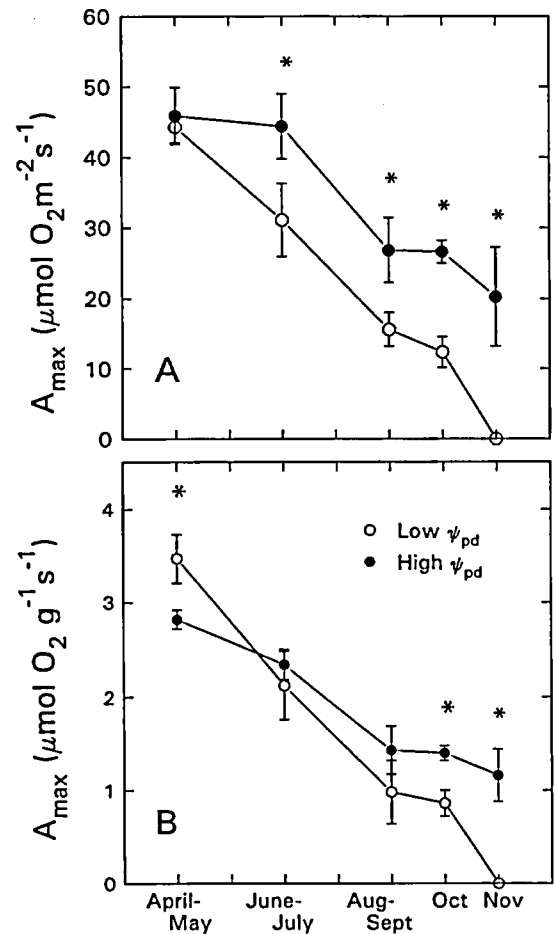 60
50
40
30
20
10
0
A_max (μmol O_2 m^-2 s^-1)
*
*
*
*
A
4
3
2
1
0
A_max (μmol O_2 g^-1 s^-1)
*
*
*
Low ψ_pd
High ψ_pd
B
April-
May
June-
July
Aug-
Sept
Oct
Nov